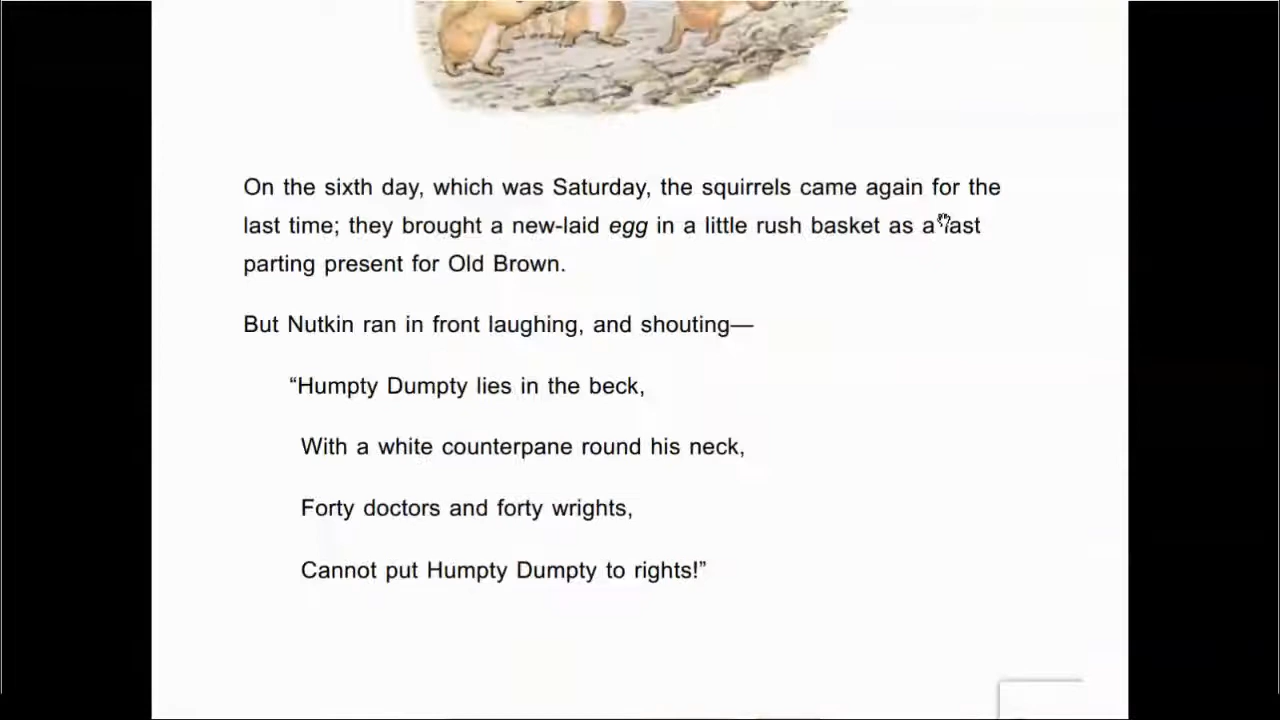 On the sixth day, which was Saturday, the squirrels came again for the
last time; they brought a new-laid egg in a little rush basket as a last
parting present for Old Brown.
But Nutkin ran in front laughing, and shouting—
“Humpty Dumpty lies in the beck,
With a white counterpane round his neck,
Forty doctors and forty wrights,
Cannot put Humpty Dumpty to rights!”